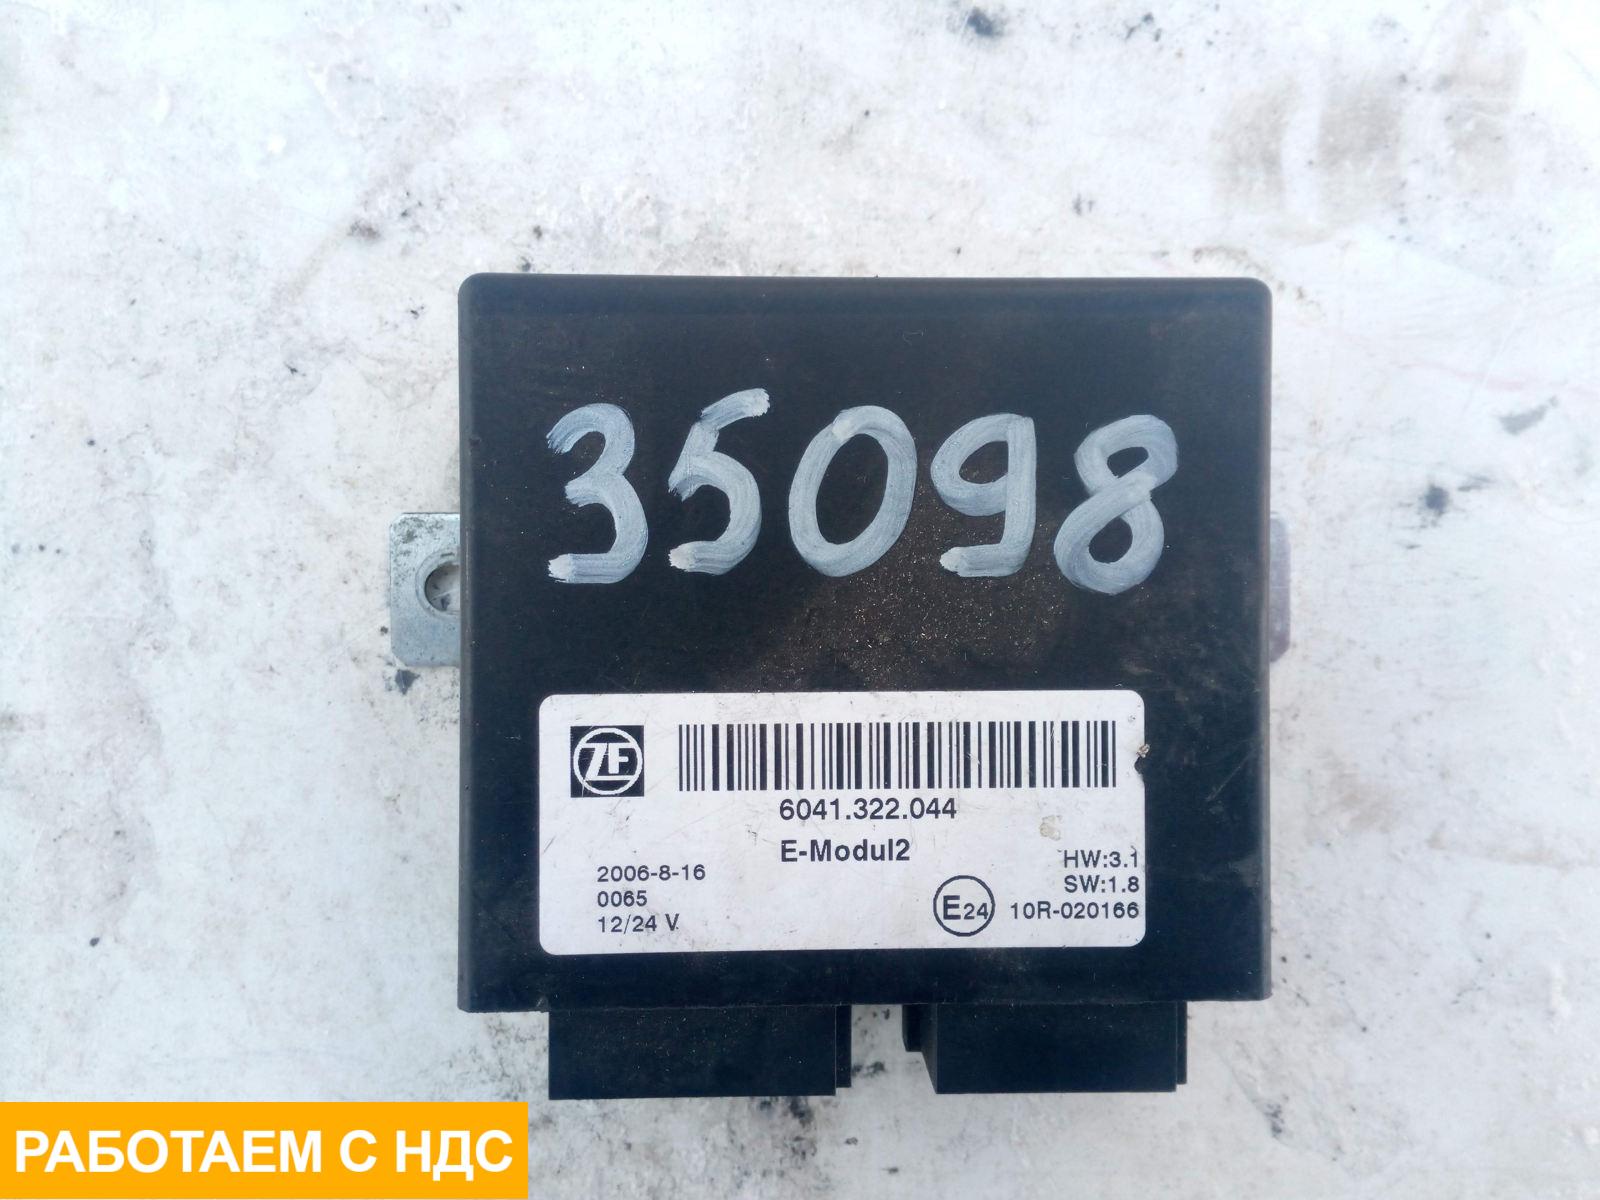 35098
ZF
6041.322.044
E-Modul2
2006-8-16
0065
12/24 V
HW:3.1
SW:1.8
E24 10R-020166
РАБОТАЕМ С НДС